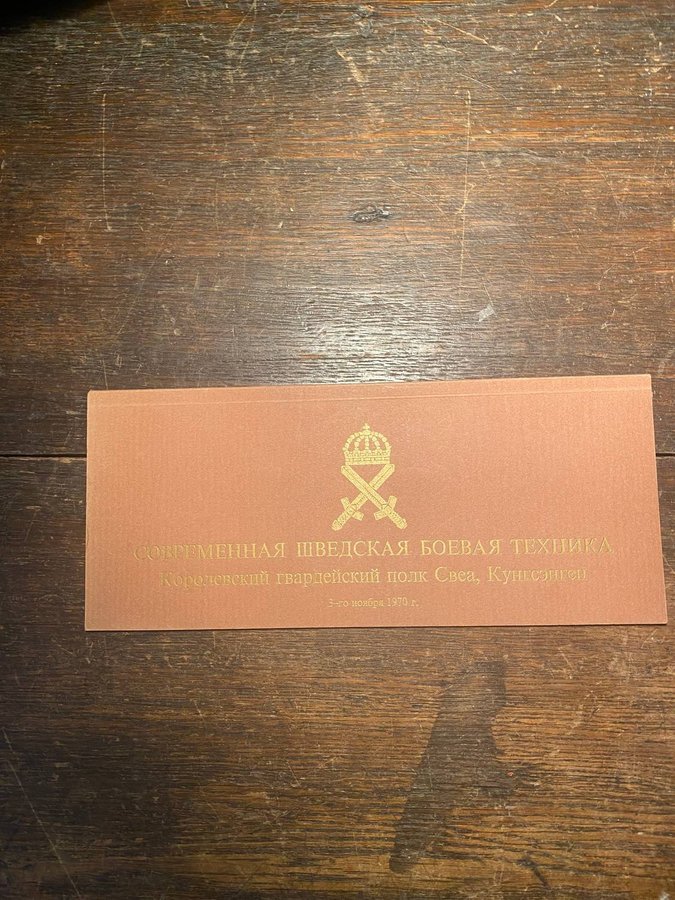 СОВРЕМЕННАЯ ШВЕДСКАЯ БОЕВАЯ ТЕХНИКА
Королевский гвардейский полк Свеа, Кунгсэнген
3-го ноября 1970 г.